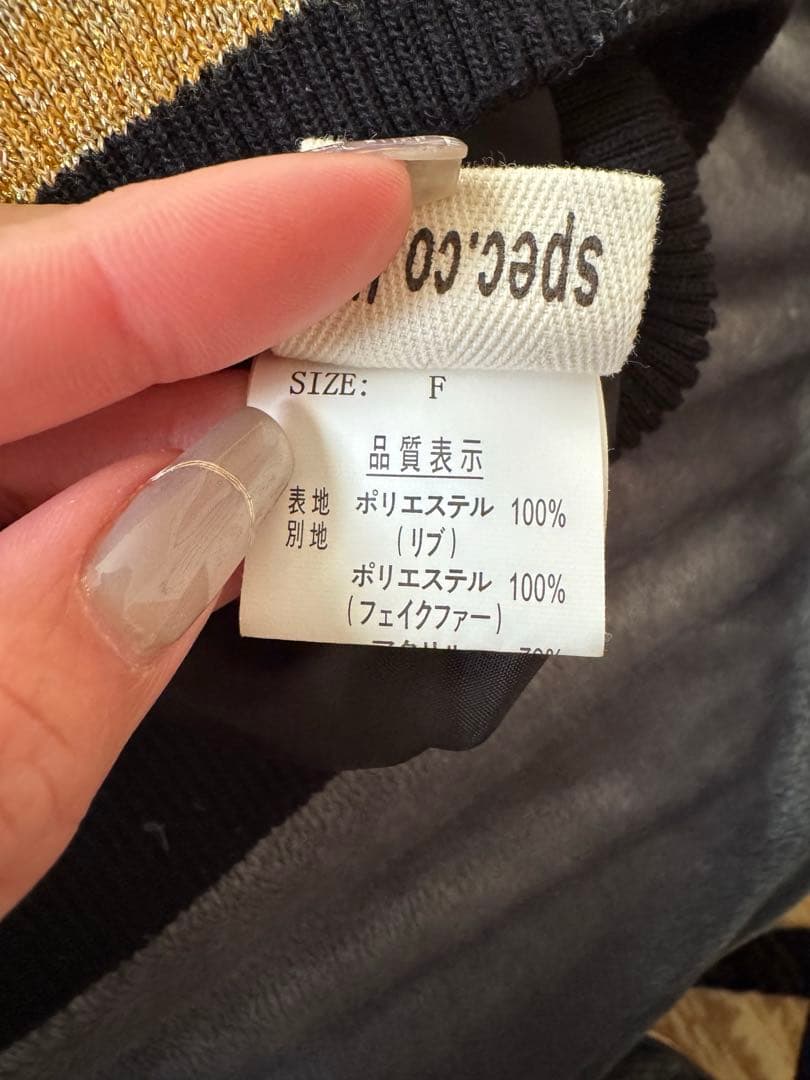 spec.co
SIZE: F
品質表示
表地 ポリエステル 100%
別地 (リブ)
ポリエステル 100%
(フェイクファー)